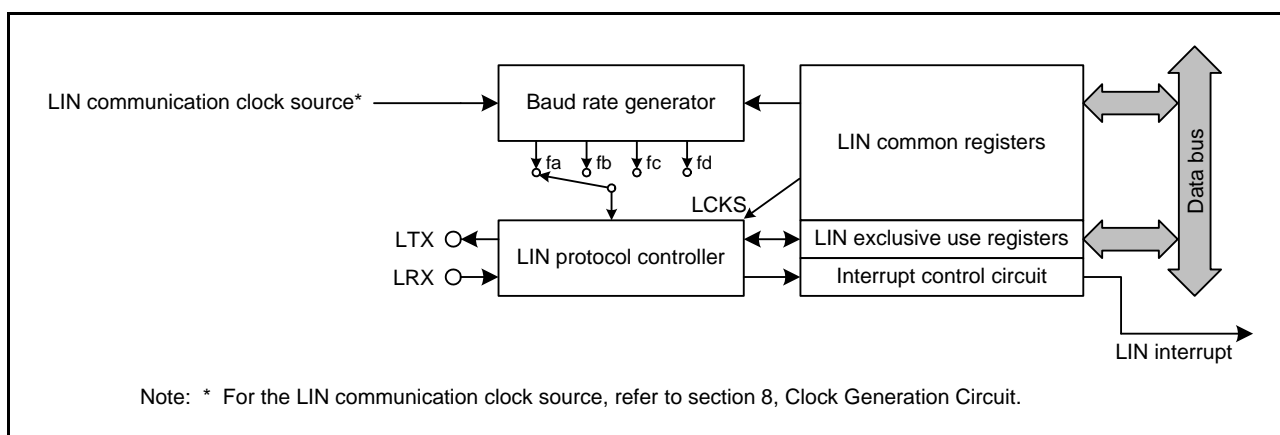 LIN communication clock source*
Baud rate generator
LIN common registers
Data bus
fa
fb
fc
fd
LCKS
LTX
LRX
LIN protocol controller
LIN exclusive use registers
Interrupt control circuit
LIN interrupt
Note: * For the LIN communication clock source, refer to section 8, Clock Generation Circuit.